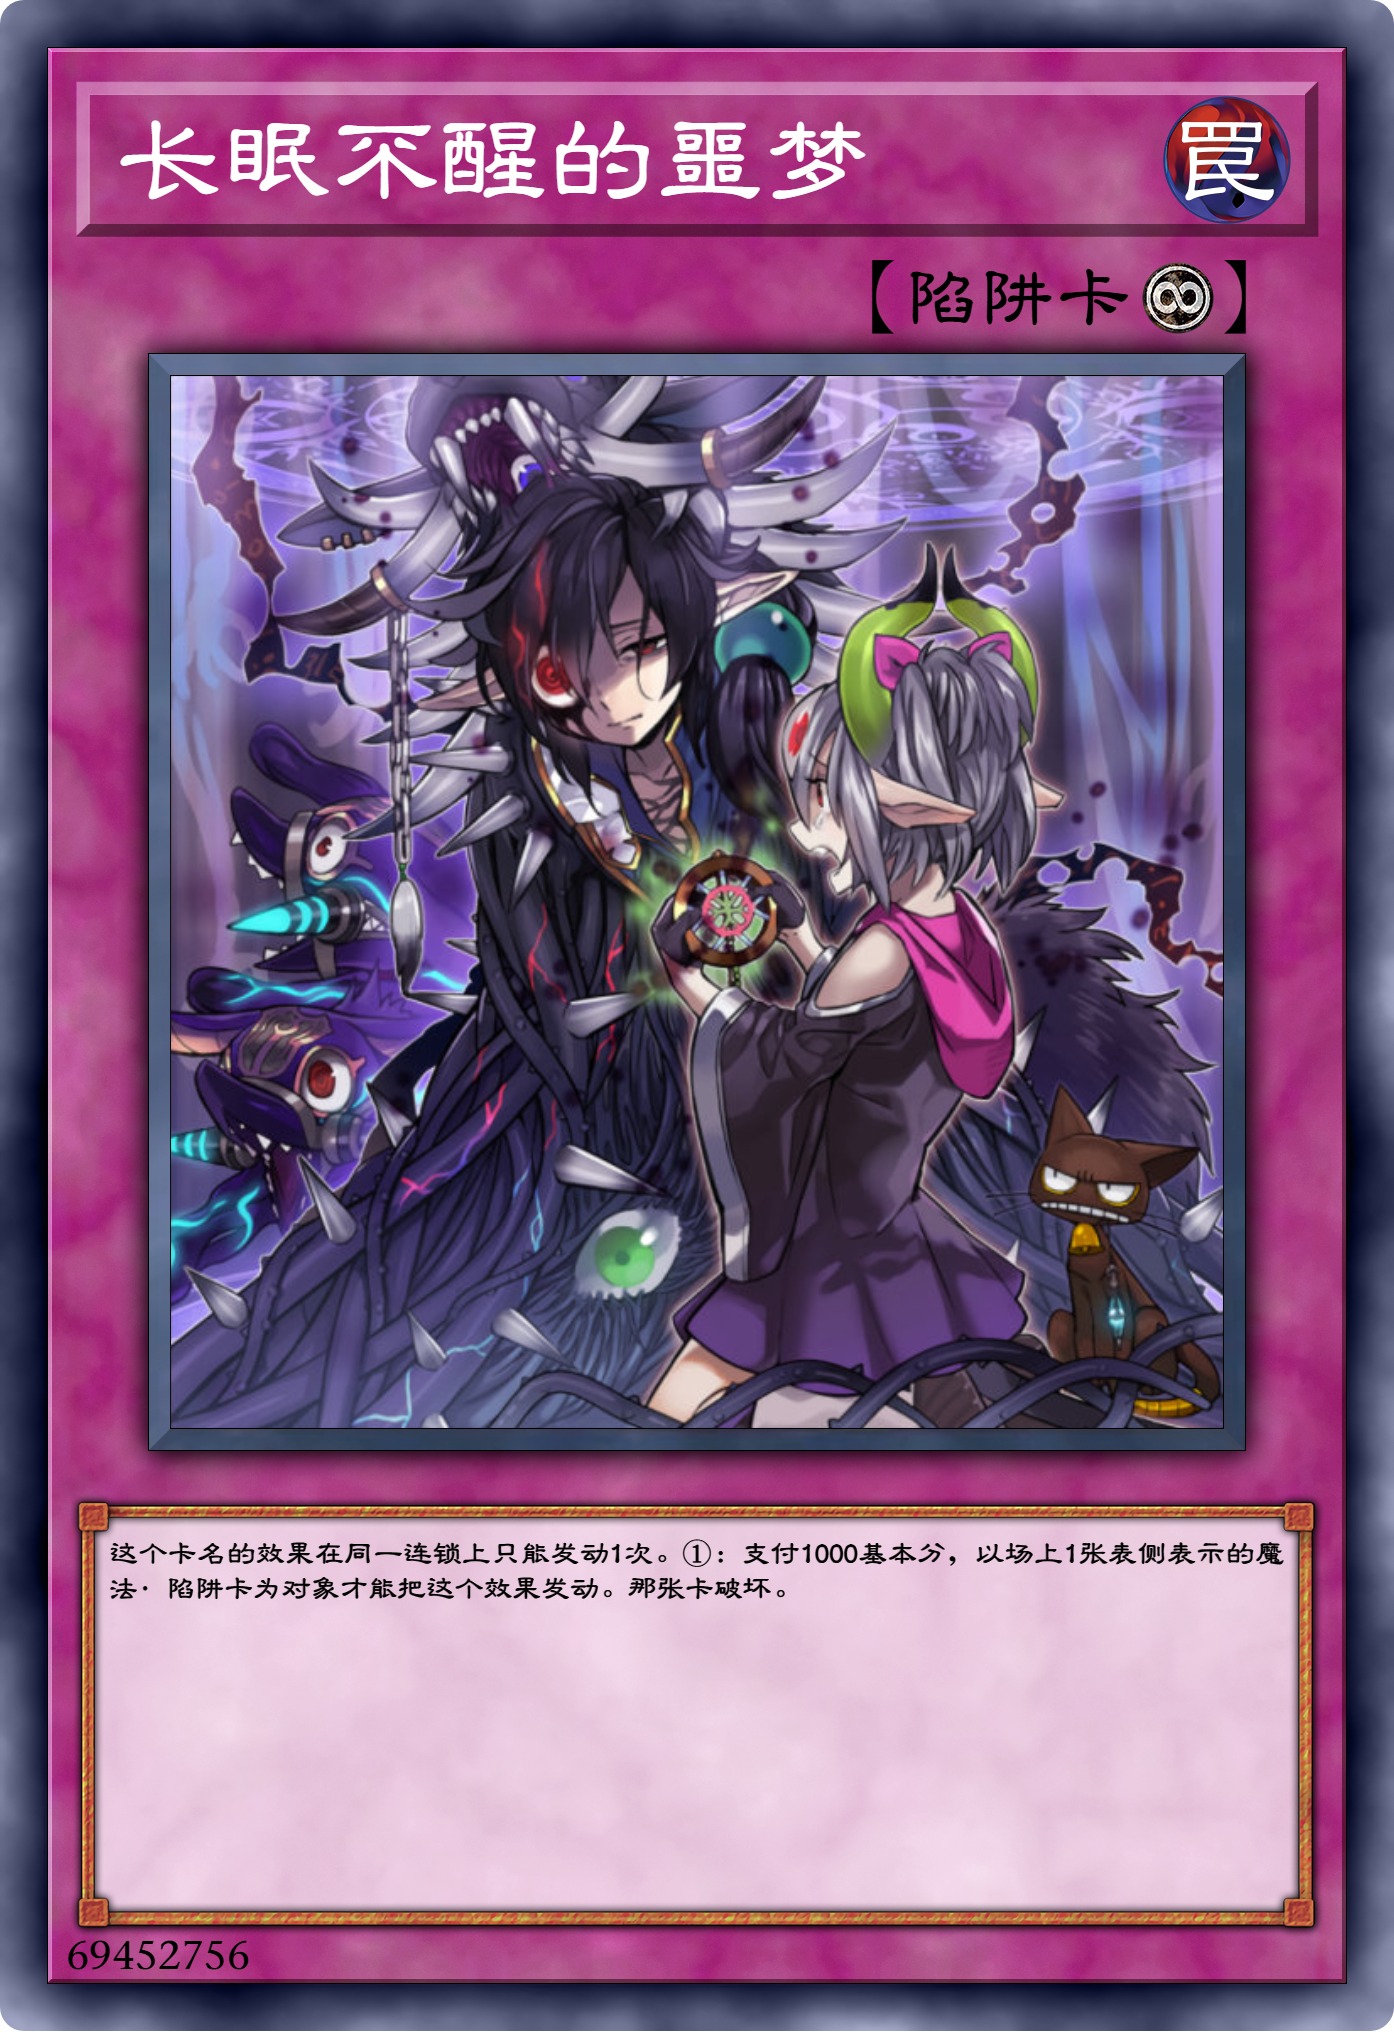 长眠不醒的噩梦
罠
【陷阱卡】
这个卡名的效果在同一连锁上只能发动1次。①：支付1000基本分，以场上1张表侧表示的魔
法·陷阱卡为对象才能把这个效果发动。那张卡破坏。
69452756